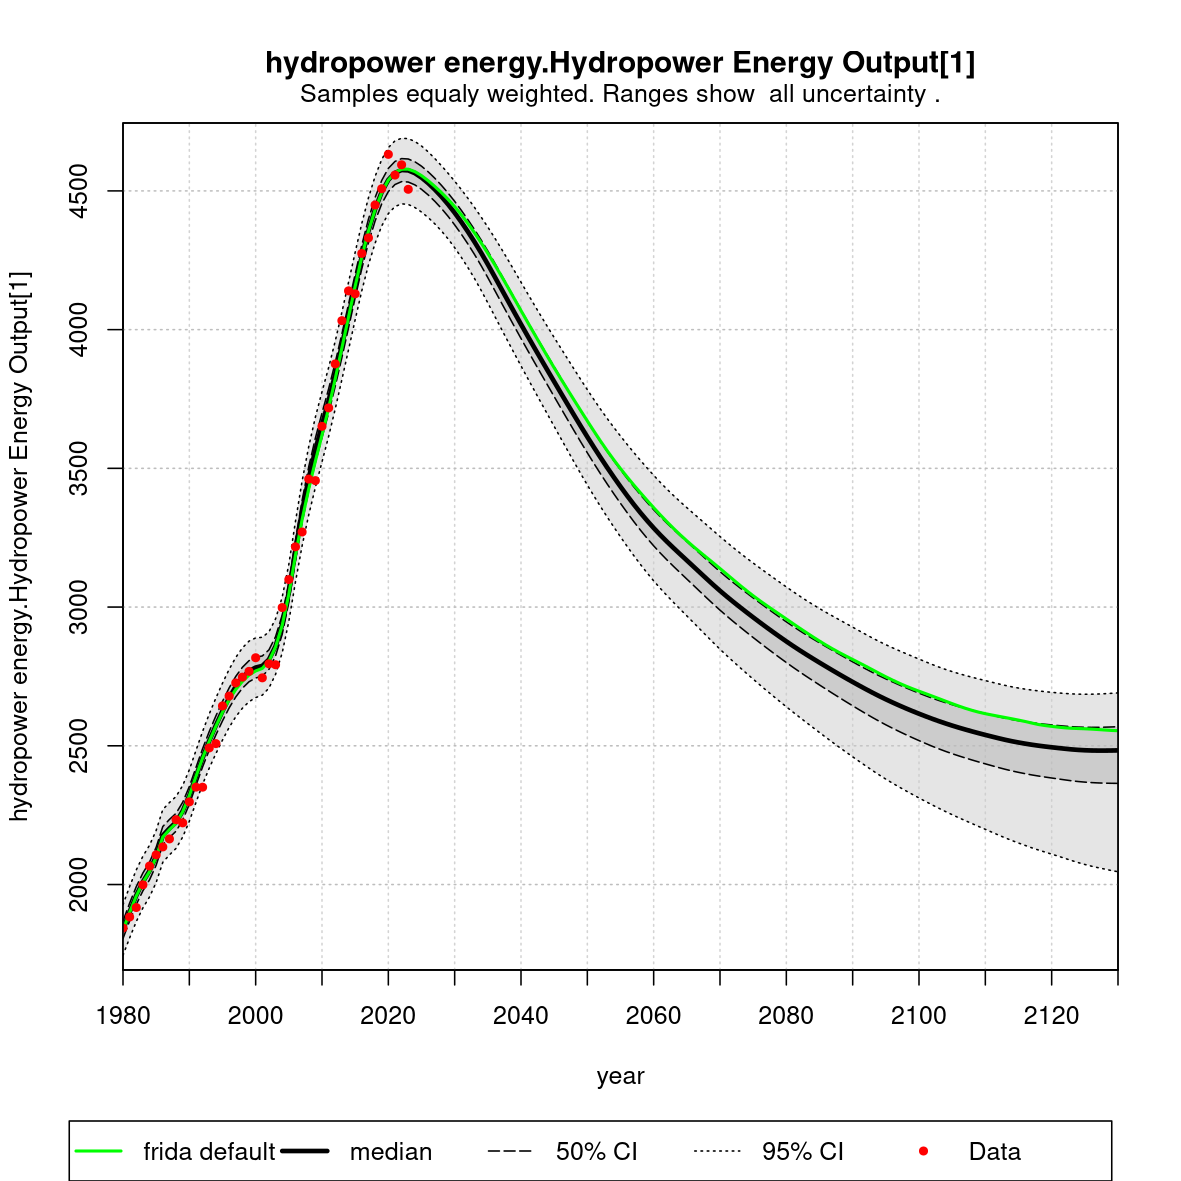 hydropower energy.Hydropower Energy Output[1]
Samples equaly weighted. Ranges show  all uncertainty .
hydropower energy.Hydropower Energy Output[1]
4500
4000
3500
3000
2500
2000
1980 2000 2020 2040 2060 2080 2100 2120
year
frida default median 50% CI 95% CI Data